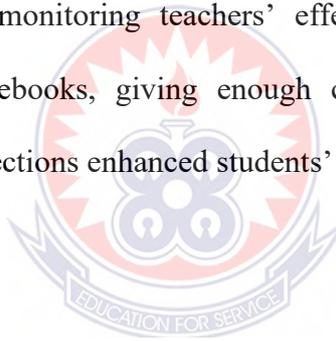 monitoring teachers’ effe
ebooks, giving enough c
ections enhanced students’
EDUCATION FOR SERVICE